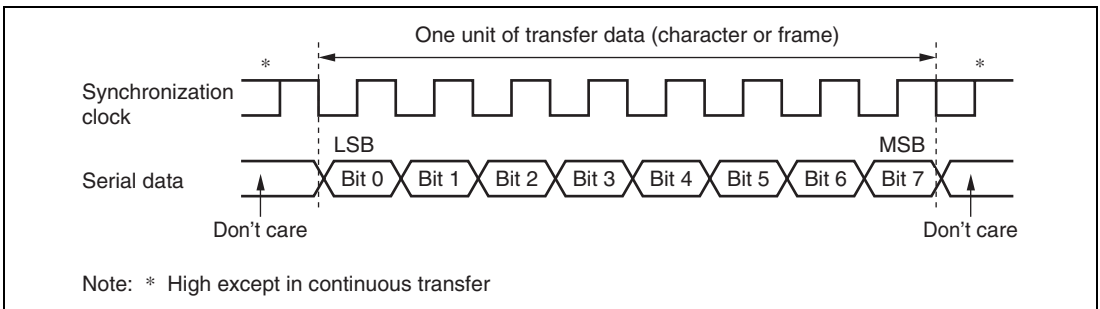 One unit of transfer data (character or frame)
* *
Synchronization
clock
LSB MSB
Serial data Bit 0 Bit 1 Bit 2 Bit 3 Bit 4 Bit 5 Bit 6 Bit 7
Don't care Don't care
Note: * High except in continuous transfer